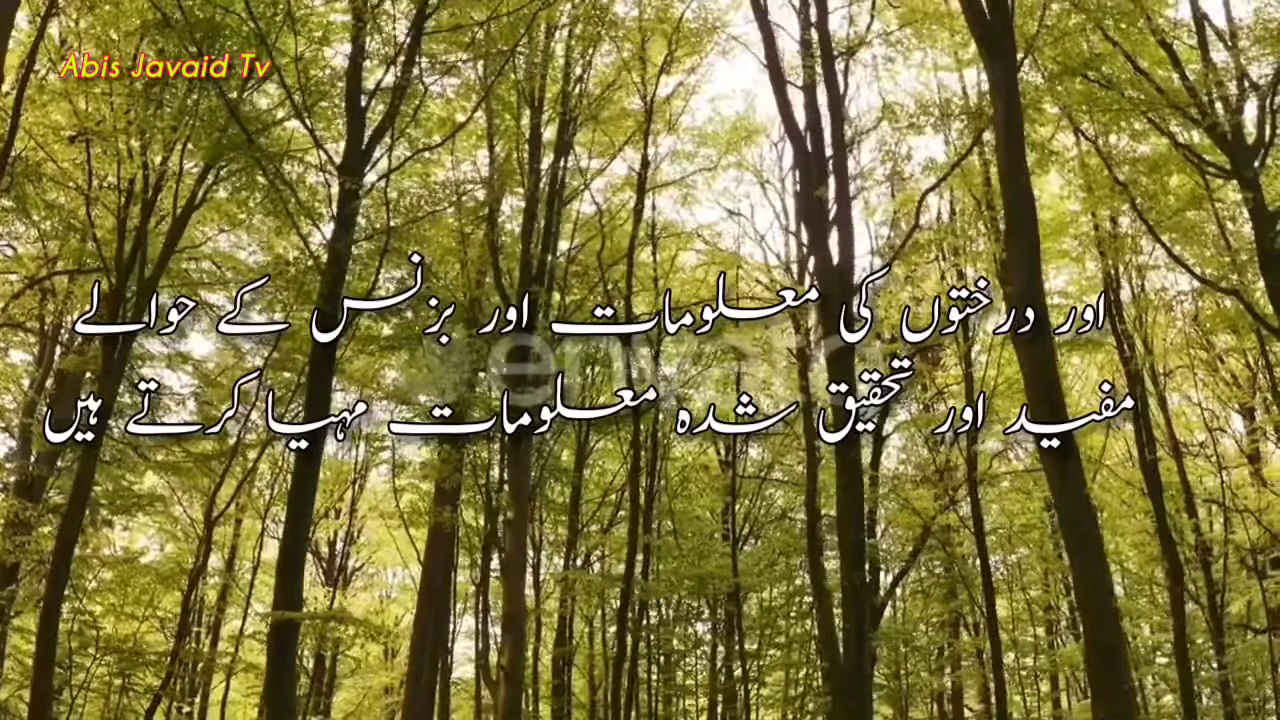 Abis Javaid Tv
اور درختوں کی معلومات اور بزنس کے حوالے
مفید اور تحقیق شدہ معلومات مہیا کرتے ہیں